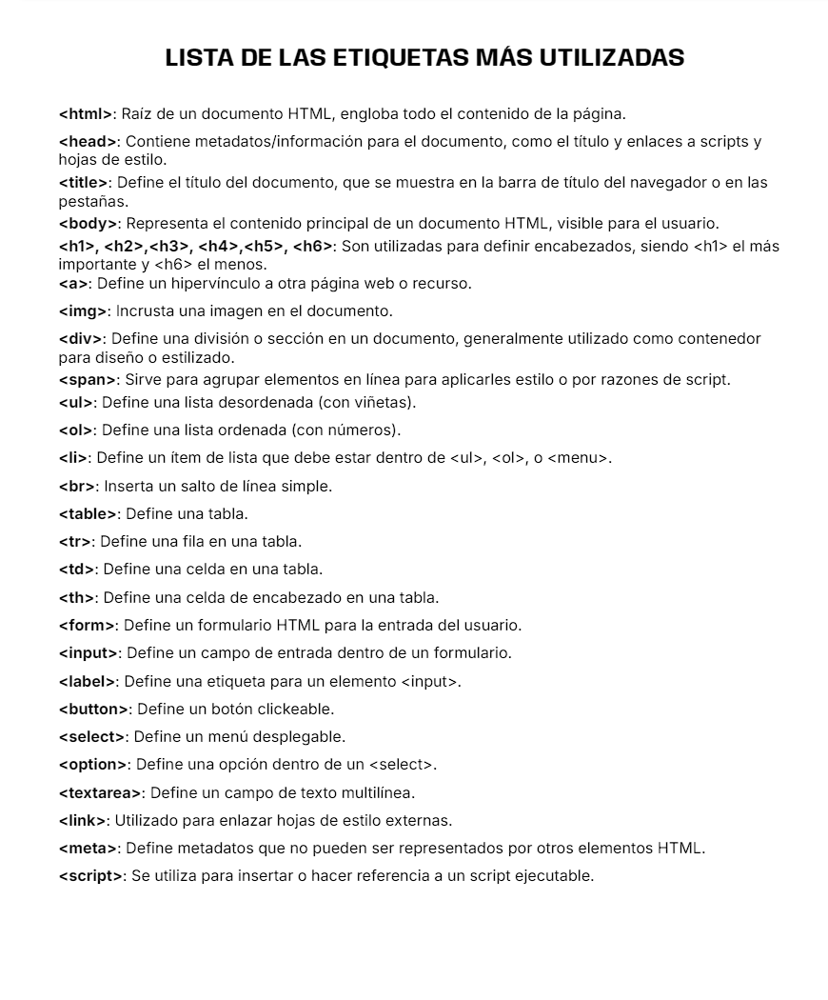 LISTA DE LAS ETIQUETAS MÁS UTILIZADAS
<html>: Raíz de un documento HTML, engloba todo el contenido de la página.
<head>: Contiene metadatos/información para el documento, como el título y enlaces a scripts y
hojas de estilo.
<title>: Define el título del documento, que se muestra en la barra de título del navegador o en las
pestañas.
<body>: Representa el contenido principal de un documento HTML, visible para el usuario.
<h1>, <h2>,<h3>, <h4>,<h5>, <h6>: Son utilizadas para definir encabezados, siendo <h1> el más
importante y <h6> el menos.
<a>: Define un hipervínculo a otra página web o recurso.
<img>: Incrusta una imagen en el documento.
<div>: Define una división o sección en un documento, generalmente utilizado como contenedor
para diseño o estilizado.
<span>: Sirve para agrupar elementos en línea para aplicarles estilo o por razones de script.
<ul>: Define una lista desordenada (con viñetas).
<ol>: Define una lista ordenada (con números).
<li>: Define un ítem de lista que debe estar dentro de <ul>, <ol>, o <menu>.
<br>: Inserta un salto de línea simple.
<table>: Define una tabla.
<tr>: Define una fila en una tabla.
<td>: Define una celda en una tabla.
<th>: Define una celda de encabezado en una tabla.
<form>: Define un formulario HTML para la entrada del usuario.
<input>: Define un campo de entrada dentro de un formulario.
<label>: Define una etiqueta para un elemento <input>.
<button>: Define un botón clickeable.
<select>: Define un menú desplegable.
<option>: Define una opción dentro de un <select>.
<textarea>: Define un campo de texto multilínea.
<link>: Utilizado para enlazar hojas de estilo externas.
<meta>: Define metadatos que no pueden ser representados por otros elementos HTML.
<script>: Se utiliza para insertar o hacer referencia a un script ejecutable.